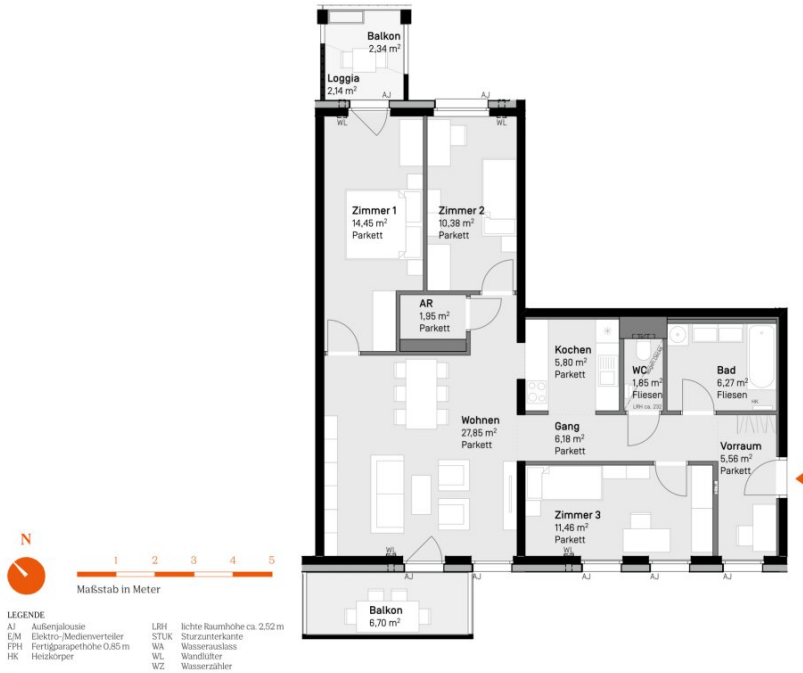 Balkon
2,34 m²
Loggia
2,14 m²
AJ
AJ
WL
WL
Zimmer 1
14,45 m²
Parkett
Zimmer 2
10,38 m²
Parkett
AR
1,95 m²
Parkett
Kochen
5,80 m²
Parkett
WC
1,85 m²
Fliesen
LRH ca. 232
Bad
6,27 m²
Fliesen
HK
Wohnen
27,85 m²
Parkett
Gang
6,18 m²
Parkett
Vorraum
5,56 m²
Parkett
Zimmer 3
11,46 m²
Parkett
WL
WL
AJ
AJ
AJ
AJ
AJ
Balkon
6,70 m²
N
1 2 3 4 5
Maßstab in Meter
LEGENDE
AJ Außenjalousie
E/M Elektro-/Medienverteiler
FPH Fertigparapethöhe 0,85 m
HK Heizkörper
LRH lichte Raumhöhe ca. 2,52 m
STUK Sturzunterkante
WA Wasserauslass
WL Wandlüfter
WZ Wasserzähler